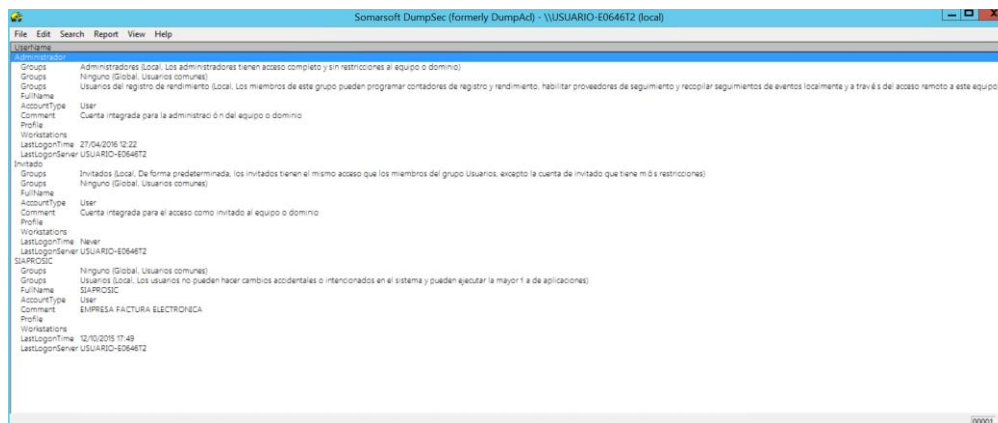 Somarsoft DumpSec (formerly DumpAcl) - \\USUARIO-E0646T2 (local)
File Edit Search Report View Help
UserName
Administrador
Groups Administradores (Local, Los administradores tienen acceso completo y sin restricciones al equipo o dominio)
Groups Ninguno (Global, Usuarios comunes)
Groups Usuarios del registro de rendimiento (Local, Los miembros de este grupo pueden programar contadores de registro y rendimiento, habilitar proveedores de seguimiento y recopilar seguimientos de eventos localmente y a trav é s del acceso remoto a este equipo)
FullName
AccountType User
Comment Cuenta integrada para la administraci ó n del equipo o dominio
Profile
Workstations
LastLogonTime 27/04/2016 12:22
LastLogonServer USUARIO-E0646T2
Invitado
Groups Invitados (Local, De forma predeterminada, los invitados tienen el mismo acceso que los miembros del grupo Usuarios, excepto la cuenta de invitado que tiene m á s restricciones)
Groups Ninguno (Global, Usuarios comunes)
FullName
AccountType User
Comment Cuenta integrada para el acceso como invitado al equipo o dominio
Profile
Workstations
LastLogonTime Never
LastLogonServer USUARIO-E0646T2
SIAPROSIC
Groups Ninguno (Global, Usuarios comunes)
Groups Usuarios (Local, Los usuarios no pueden hacer cambios accidentales o intencionados en el sistema y pueden ejecutar la mayor í a de aplicaciones)
FullName SIAPROSIC
AccountType User
Comment EMPRESA FACTURA ELECTRONICA
Profile
Workstations
LastLogonTime 12/10/2015 17:49
LastLogonServer USUARIO-E0646T2
00001